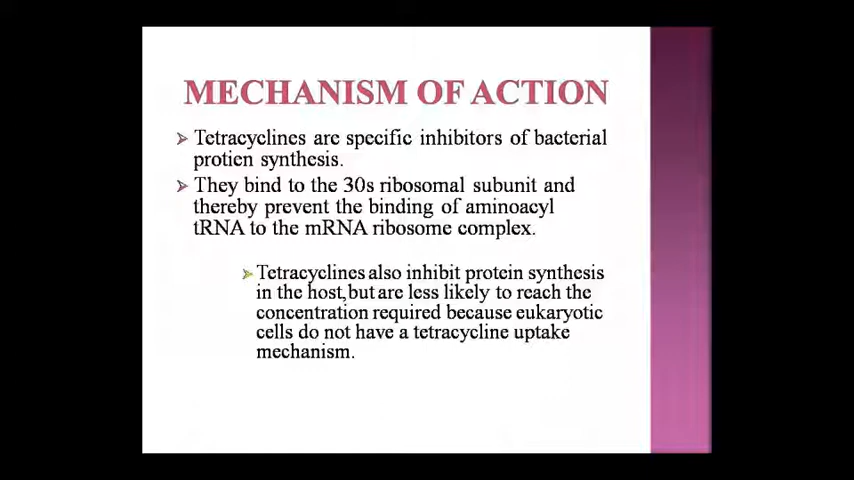 MECHANISM OF ACTION
Tetracyclines are specific inhibitors of bacterial
protien synthesis.
They bind to the 30s ribosomal subunit and
thereby prevent the binding of aminoacyl
tRNA to the mRNA ribosome complex.
Tetracyclines also inhibit protein synthesis
in the host,but are less likely to reach the
concentration required because eukaryotic
cells do not have a tetracycline uptake
mechanism.